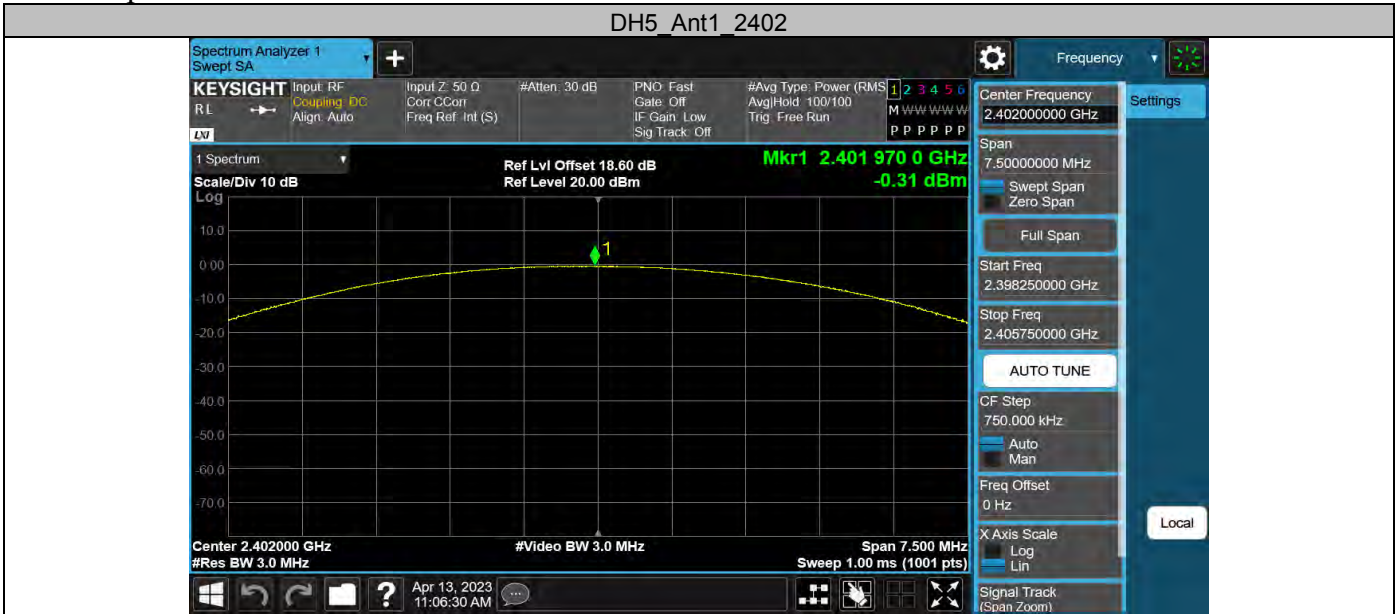 DH5_Ant1_2402
Spectrum Analyzer 1
Swept SA
+
Frequency
KEYSIGHT
RL
LXI
Input: RF
Coupling: DC
Align: Auto
Input Z: 50 Ω
Corr CCorr
Freq Ref: Int (S)
#Atten: 30 dB
PNO: Fast
Gate: Off
IF Gain: Low
Sig Track: Off
#Avg Type: Power (RMS
Avg|Hold: 100/100
Trig: Free Run
1 2 3 4 5 6
M W W W W W
P P P P P P
Center Frequency
2.402000000 GHz
Settings
Span
7.50000000 MHz
Swept Span
Zero Span
Full Span
Start Freq
2.398250000 GHz
Stop Freq
2.405750000 GHz
AUTO TUNE
CF Step
750.000 kHz
Auto
Man
Freq Offset
0 Hz
X Axis Scale
Log
Lin
Signal Track
(Span Zoom)
Local
1 Spectrum
Scale/Div 10 dB
Log
Ref Lvl Offset 18.60 dB
Ref Level 20.00 dBm
Mkr1 2.401 970 0 GHz
-0.31 dBm
1
10.0
0.00
-10.0
-20.0
-30.0
-40.0
-50.0
-60.0
-70.0
Center 2.402000 GHz
#Video BW 3.0 MHz
Span 7.500 MHz
#Res BW 3.0 MHz
Sweep 1.00 ms (1001 pts)
?
Apr 13, 2023
11:06:30 AM